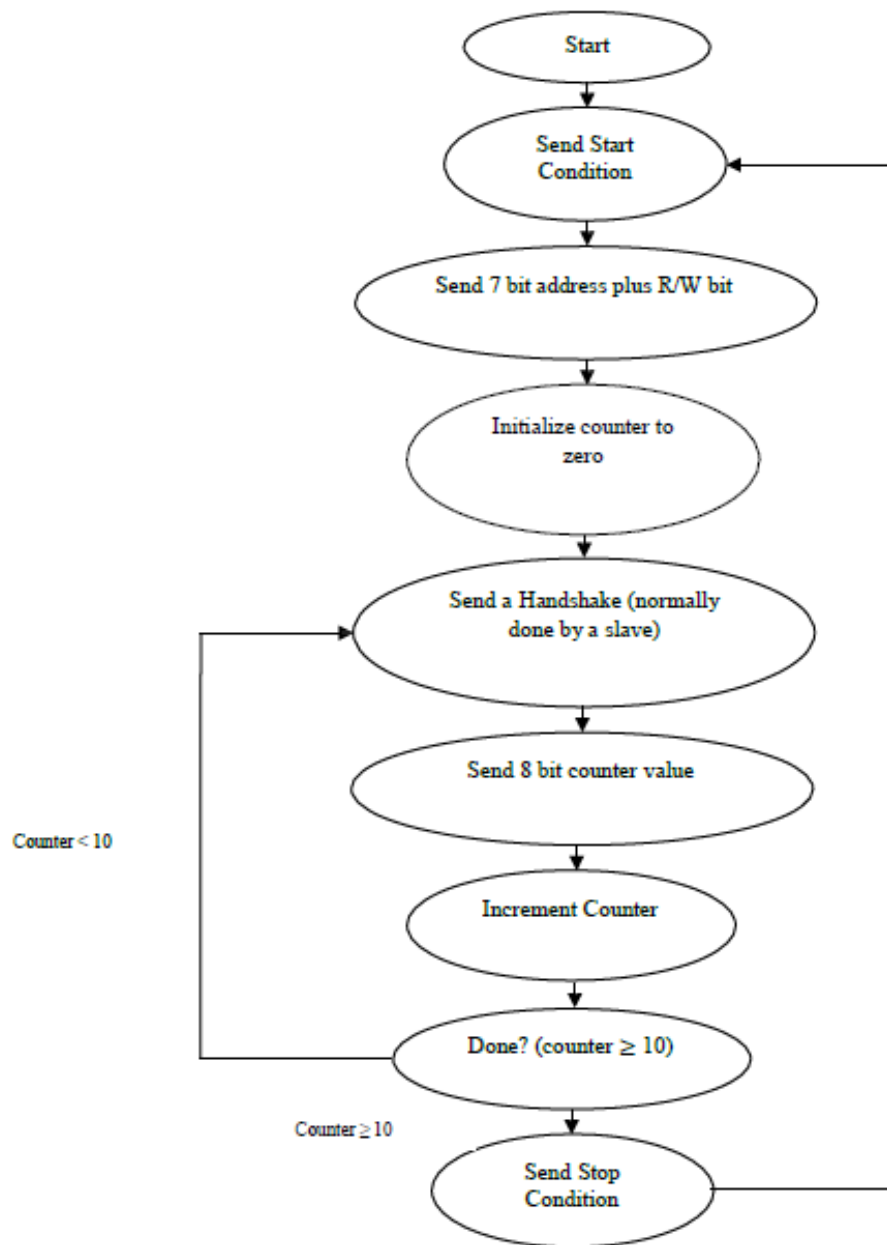 Start
Send Start
Condition
Send 7 bit address plus R/W bit
Initialize counter to
zero
Send a Handshake (normally
done by a slave)
Send 8 bit counter value
Counter < 10
Increment Counter
Done? (counter ≥ 10)
Counter ≥ 10
Send Stop
Condition